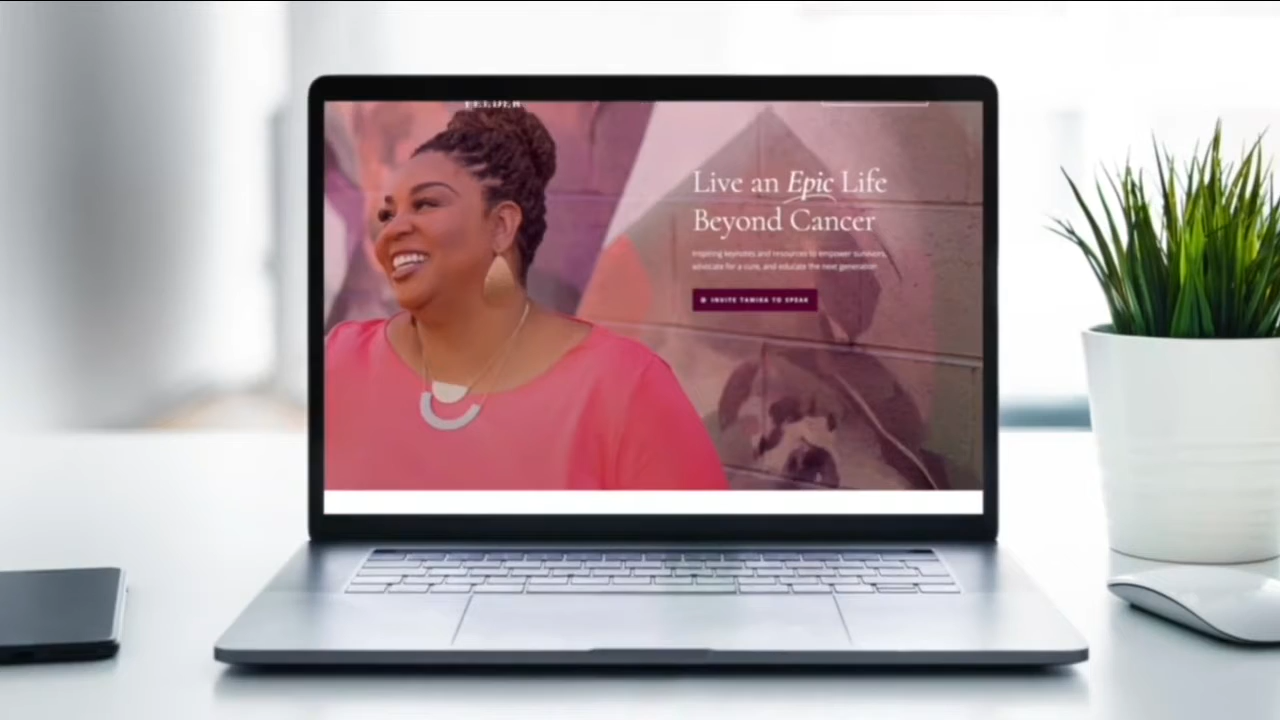 FELDER
Live an Epic Life
Beyond Cancer
Inspiring keynotes and resources to empower survivors,
advocate for a cure, and educate the next generation
INVITE TAMIKA TO SPEAK